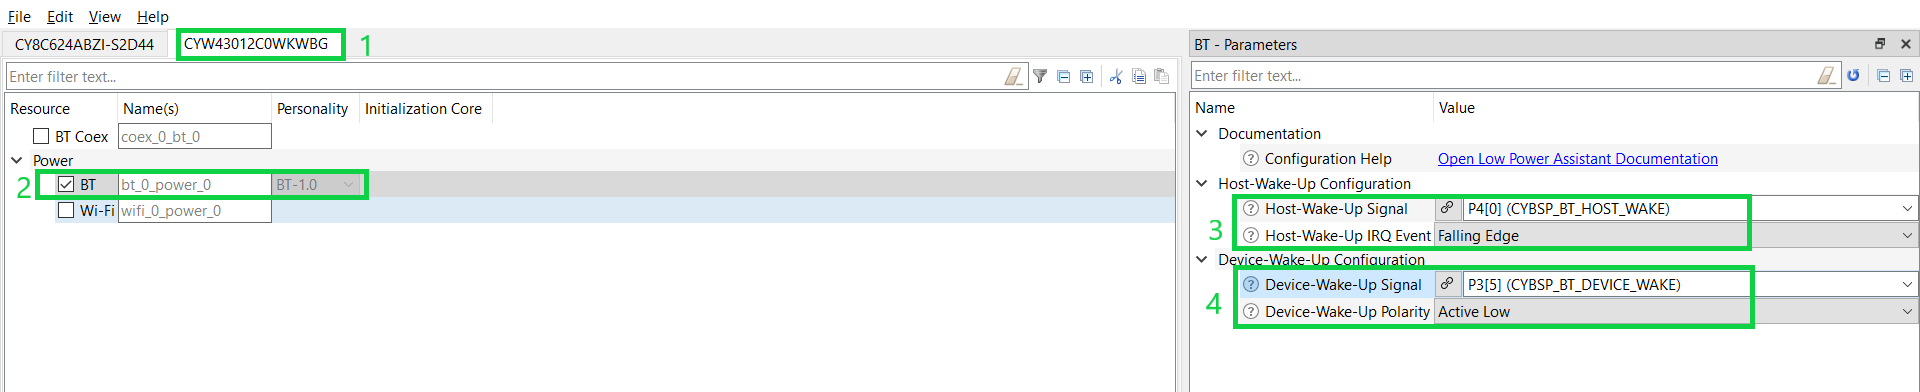 File Edit View Help
CY8C624ABZI-S2D44 CYW43012C0WKWBG 1
Enter filter text...
Resource Name(s) Personality Initialization Core
BT Coex coex_0_bt_0
Power
2 BT bt_0_power_0 BT-1.0
Wi-Fi wifi_0_power_0
BT - Parameters
Enter filter text...
Name Value
Documentation
? Configuration Help Open Low Power Assistant Documentation
Host-Wake-Up Configuration
? Host-Wake-Up Signal P4[0] (CYBSP_BT_HOST_WAKE)
3
? Host-Wake-Up IRQ Event Falling Edge
Device-Wake-Up Configuration
? Device-Wake-Up Signal P3[5] (CYBSP_BT_DEVICE_WAKE)
4
? Device-Wake-Up Polarity Active Low